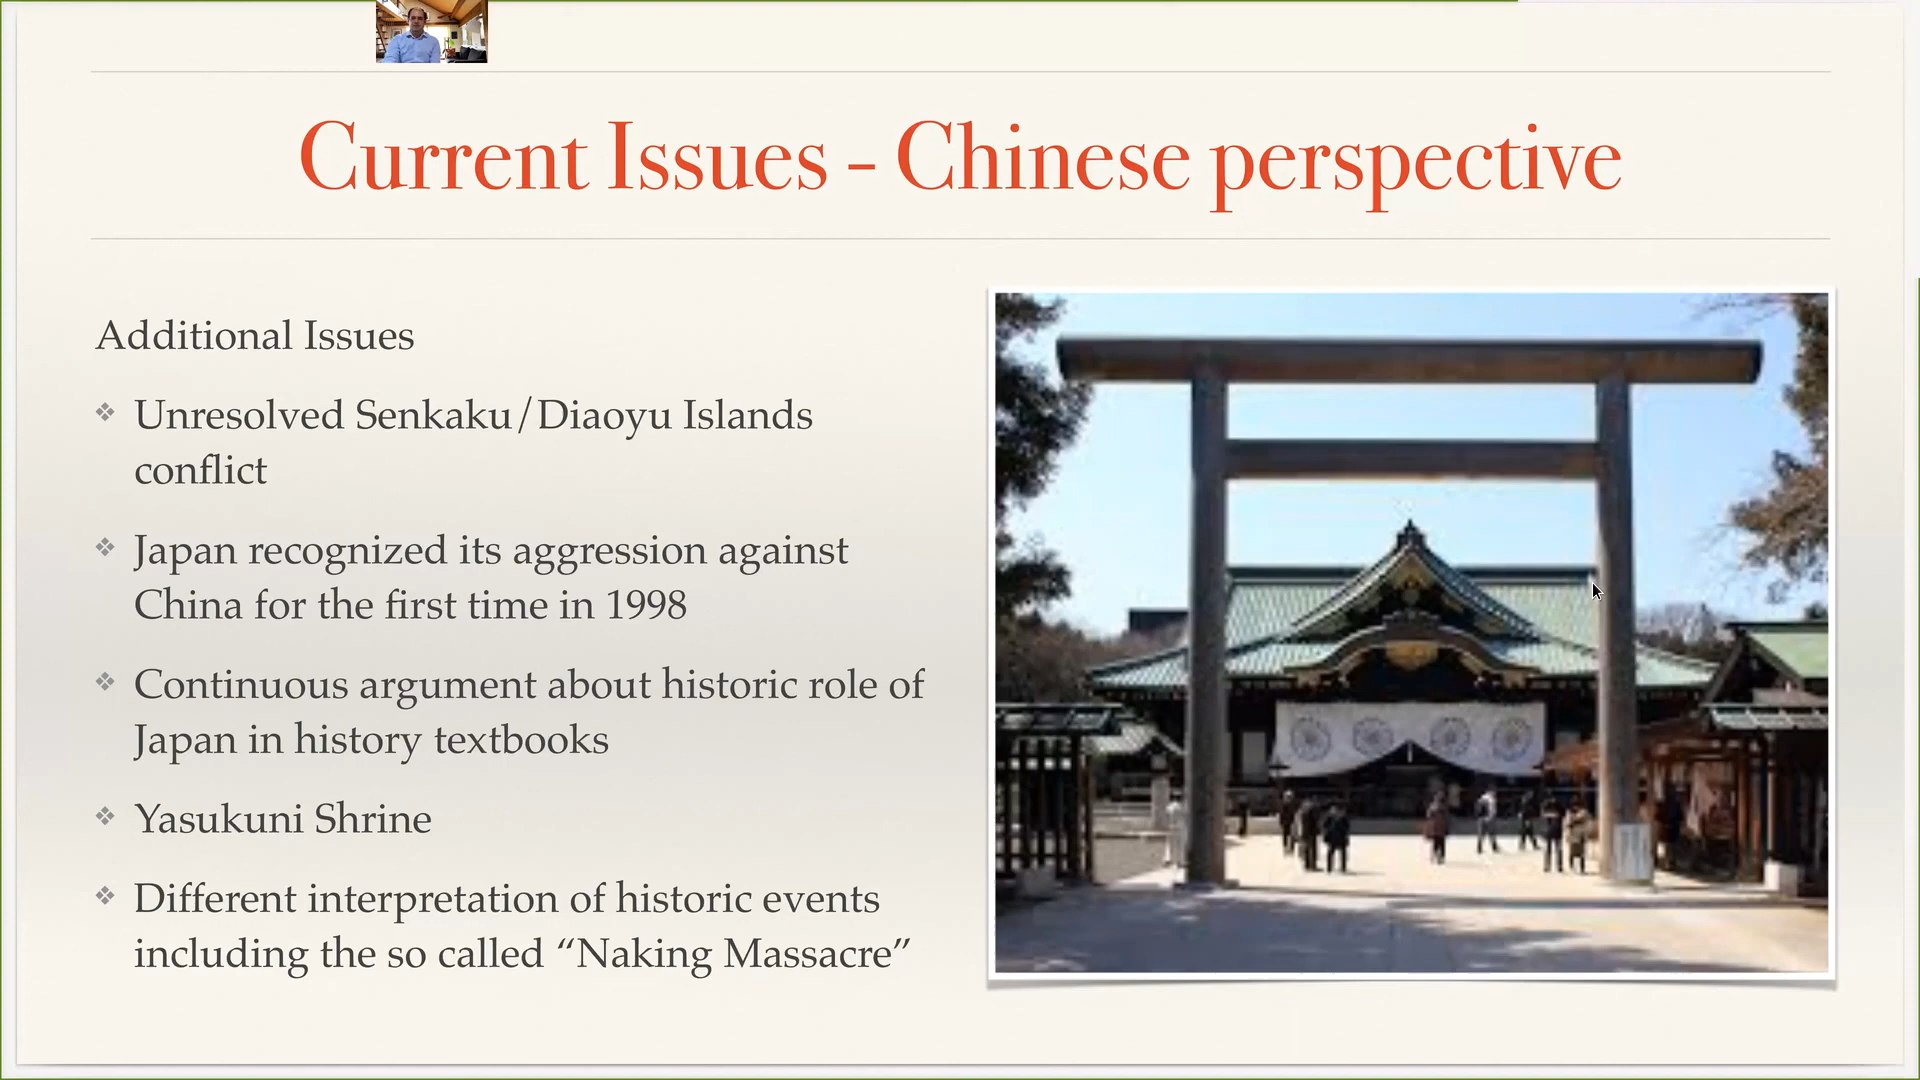 Current Issues - Chinese perspective
Additional Issues
Unresolved Senkaku/Diaoyu Islands
conflict
Japan recognized its aggression against
China for the first time in 1998
Continuous argument about historic role of
Japan in history textbooks
Yasukuni Shrine
Different interpretation of historic events
including the so called “Naking Massacre”